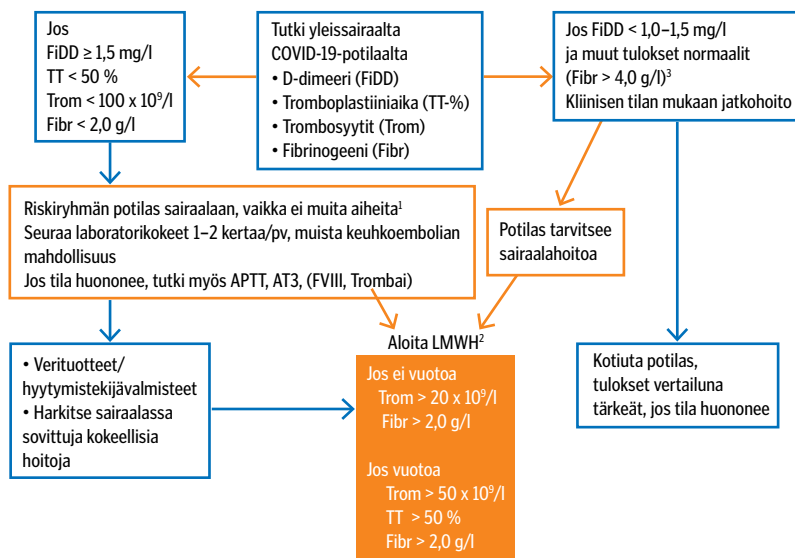 Jos
FiDD ≥ 1,5 mg/l
TT < 50 %
Trom < 100 x 10⁹/l
Fibr < 2,0 g/l
Tutki yleissairaalta
COVID-19-potilaalta
• D-dimeeri (FiDD)
• Tromboplastiiniaika (TT-%)
• Trombosyytit (Trom)
• Fibrinogeeni (Fibr)
Jos FiDD < 1,0–1,5 mg/l
ja muut tulokset normaalit
(Fibr > 4,0 g/l)³
Kliinisen tilan mukaan jatkohoito
Riskiryhmän potilas sairaalaan, vaikka ei muita aiheita¹
Seuraa laboratorikokeet 1–2 kertaa/pv, muista keuhkoembolian
mahdollisuus
Jos tila huononee, tutki myös APTT, AT3, (FVIII, Trombai)
Potilas tarvitsee
sairaalahoitoa
• Verituotteet/
hyytymistekijävalmisteet
• Harkitse sairaalassa
sovittuja kokeellisia
hoitoja
Aloita LMWH²
Jos ei vuotoa
Trom > 20 x 10⁹/l
Fibr > 2,0 g/l
Jos vuotoa
Trom > 50 x 10⁹/l
TT > 50 %
Fibr > 2,0 g/l
Kotiuta potilas,
tulokset vertailuna
tärkeät, jos tila huononee